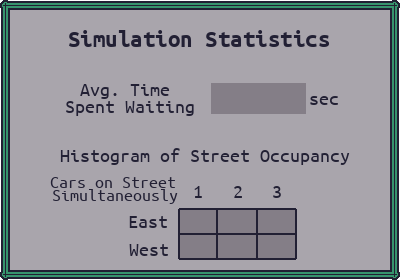 Simulation Statistics
Avg. Time
Spent Waiting
sec
Histogram of Street Occupancy
Cars on Street
Simultaneously
1 2 3
East
West